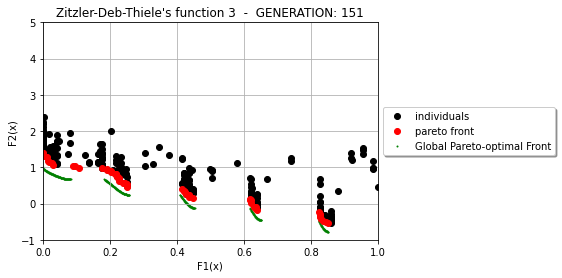 Zitzler-Deb-Thiele's function 3 - GENERATION: 151
5
4
3
2
1
0
−1
F2(x)
0.0 0.2 0.4 0.6 0.8 1.0
F1(x)
individuals
pareto front
Global Pareto-optimal Front